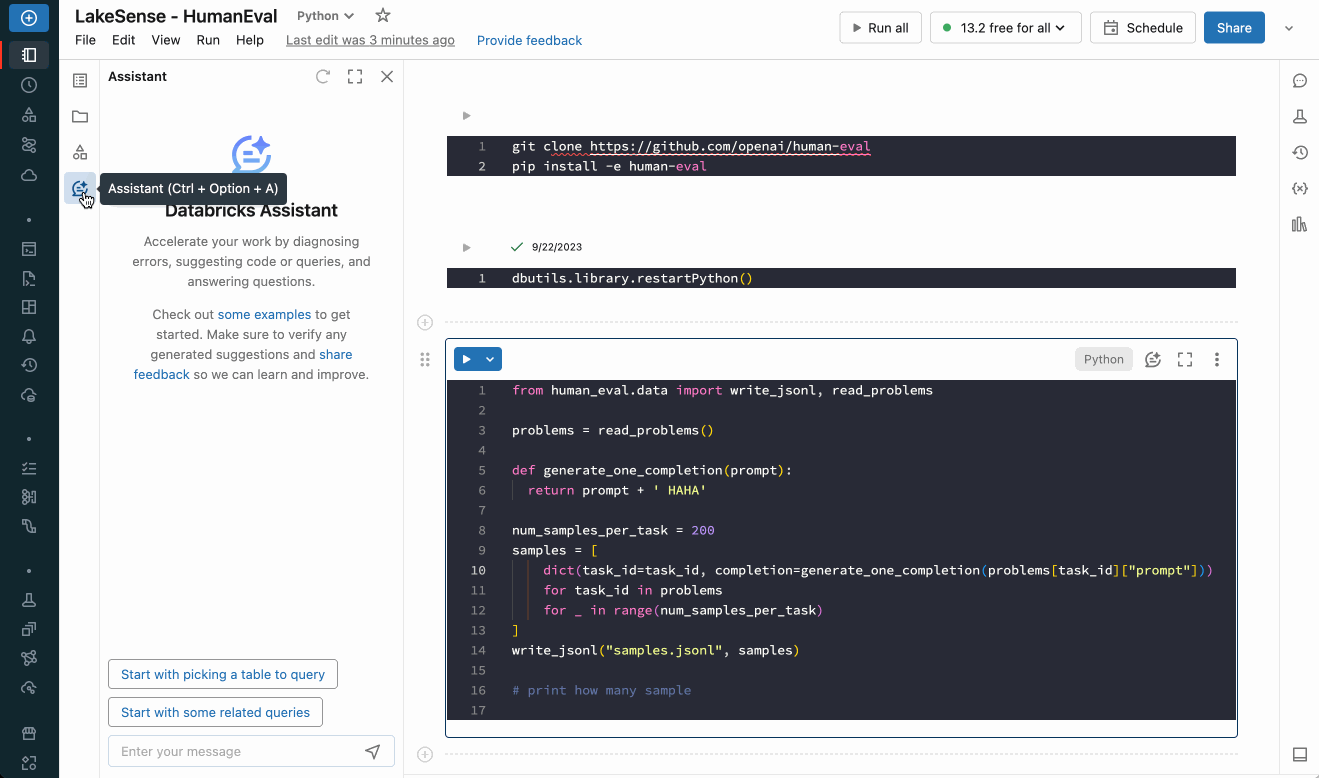 LakeSense - HumanEval
Python
File Edit View Run Help Last edit was 3 minutes ago Provide feedback
Run all
13.2 free for all
Schedule
Share
Assistant
Assistant (Ctrl + Option + A)
Databricks Assistant
Accelerate your work by diagnosing
errors, suggesting code or queries, and
answering questions.
Check out some examples to get
started. Make sure to verify any
generated suggestions and share
feedback so we can learn and improve.
Start with picking a table to query
Start with some related queries
Enter your message
1 git clone https://github.com/openai/human-eval
2 pip install -e human-eval
9/22/2023
1 dbutils.library.restartPython()
Python
1 from human_eval.data import write_jsonl, read_problems
2
3 problems = read_problems()
4
5 def generate_one_completion(prompt):
6 return prompt + ' HAHA'
7
8 num_samples_per_task = 200
9 samples = [
10 dict(task_id=task_id, completion=generate_one_completion(problems[task_id]["prompt"]))
11 for task_id in problems
12 for _ in range(num_samples_per_task)
13 ]
14 write_jsonl("samples.jsonl", samples)
15
16 # print how many sample
17